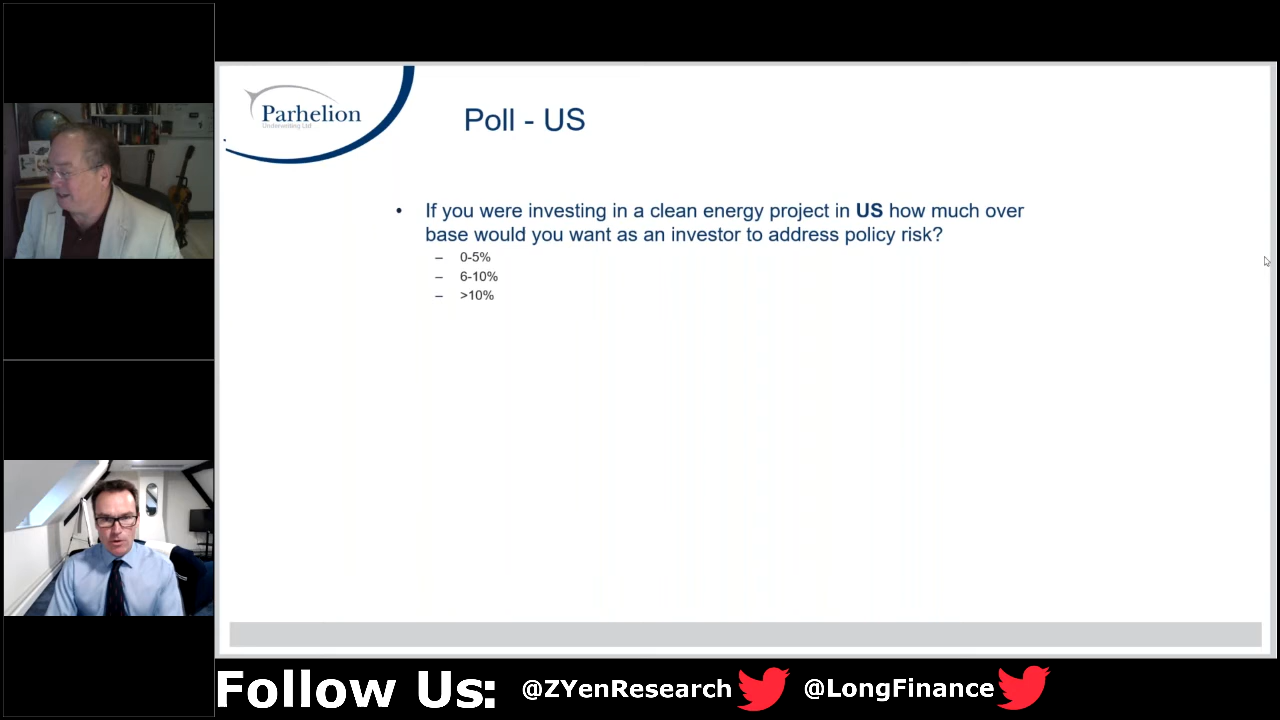 Parhelion
Underwriting Ltd
Poll - US
• If you were investing in a clean energy project in US how much over
base would you want as an investor to address policy risk?
– 0-5%
– 6-10%
– >10%
Follow Us: @ZYenResearch @LongFinance